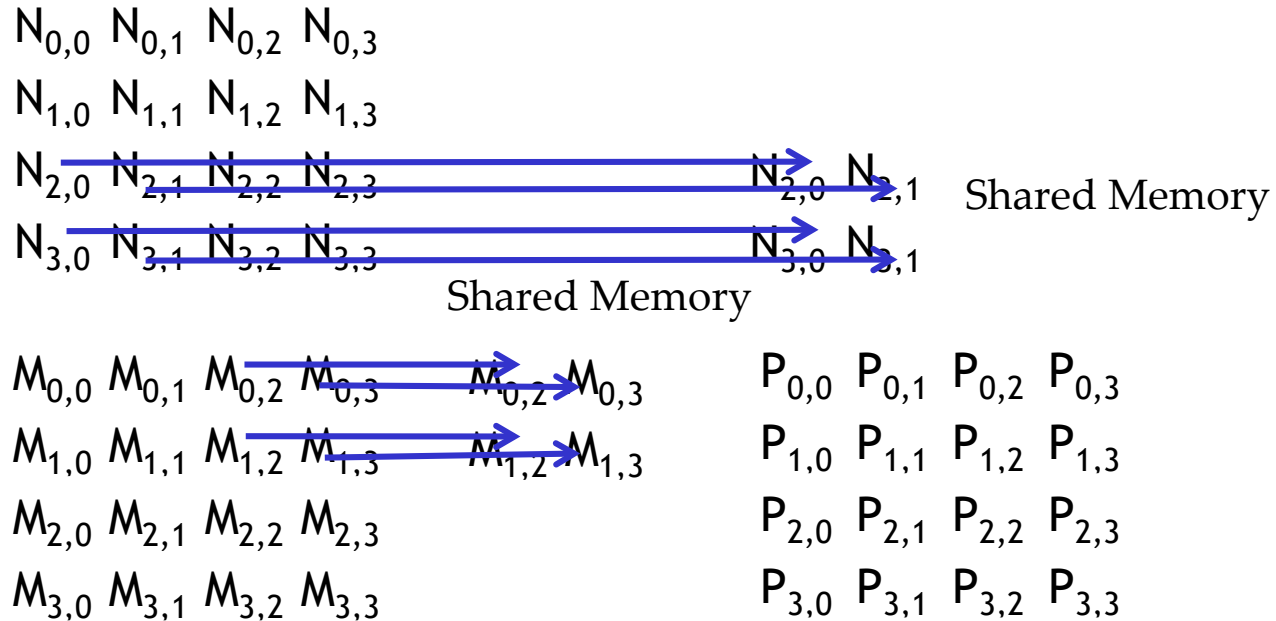 N0,0 N0,1 N0,2 N0,3
N1,0 N1,1 N1,2 N1,3
N2,0 N2,1 N2,2 N2,3 N2,0 N2,1 Shared Memory
N3,0 N3,1 N3,2 N3,3 N3,0 N3,1
Shared Memory
M0,0 M0,1 M0,2 M0,3 M0,2 M0,3 P0,0 P0,1 P0,2 P0,3
M1,0 M1,1 M1,2 M1,3 M1,2 M1,3 P1,0 P1,1 P1,2 P1,3
M2,0 M2,1 M2,2 M2,3 P2,0 P2,1 P2,2 P2,3
M3,0 M3,1 M3,2 M3,3 P3,0 P3,1 P3,2 P3,3